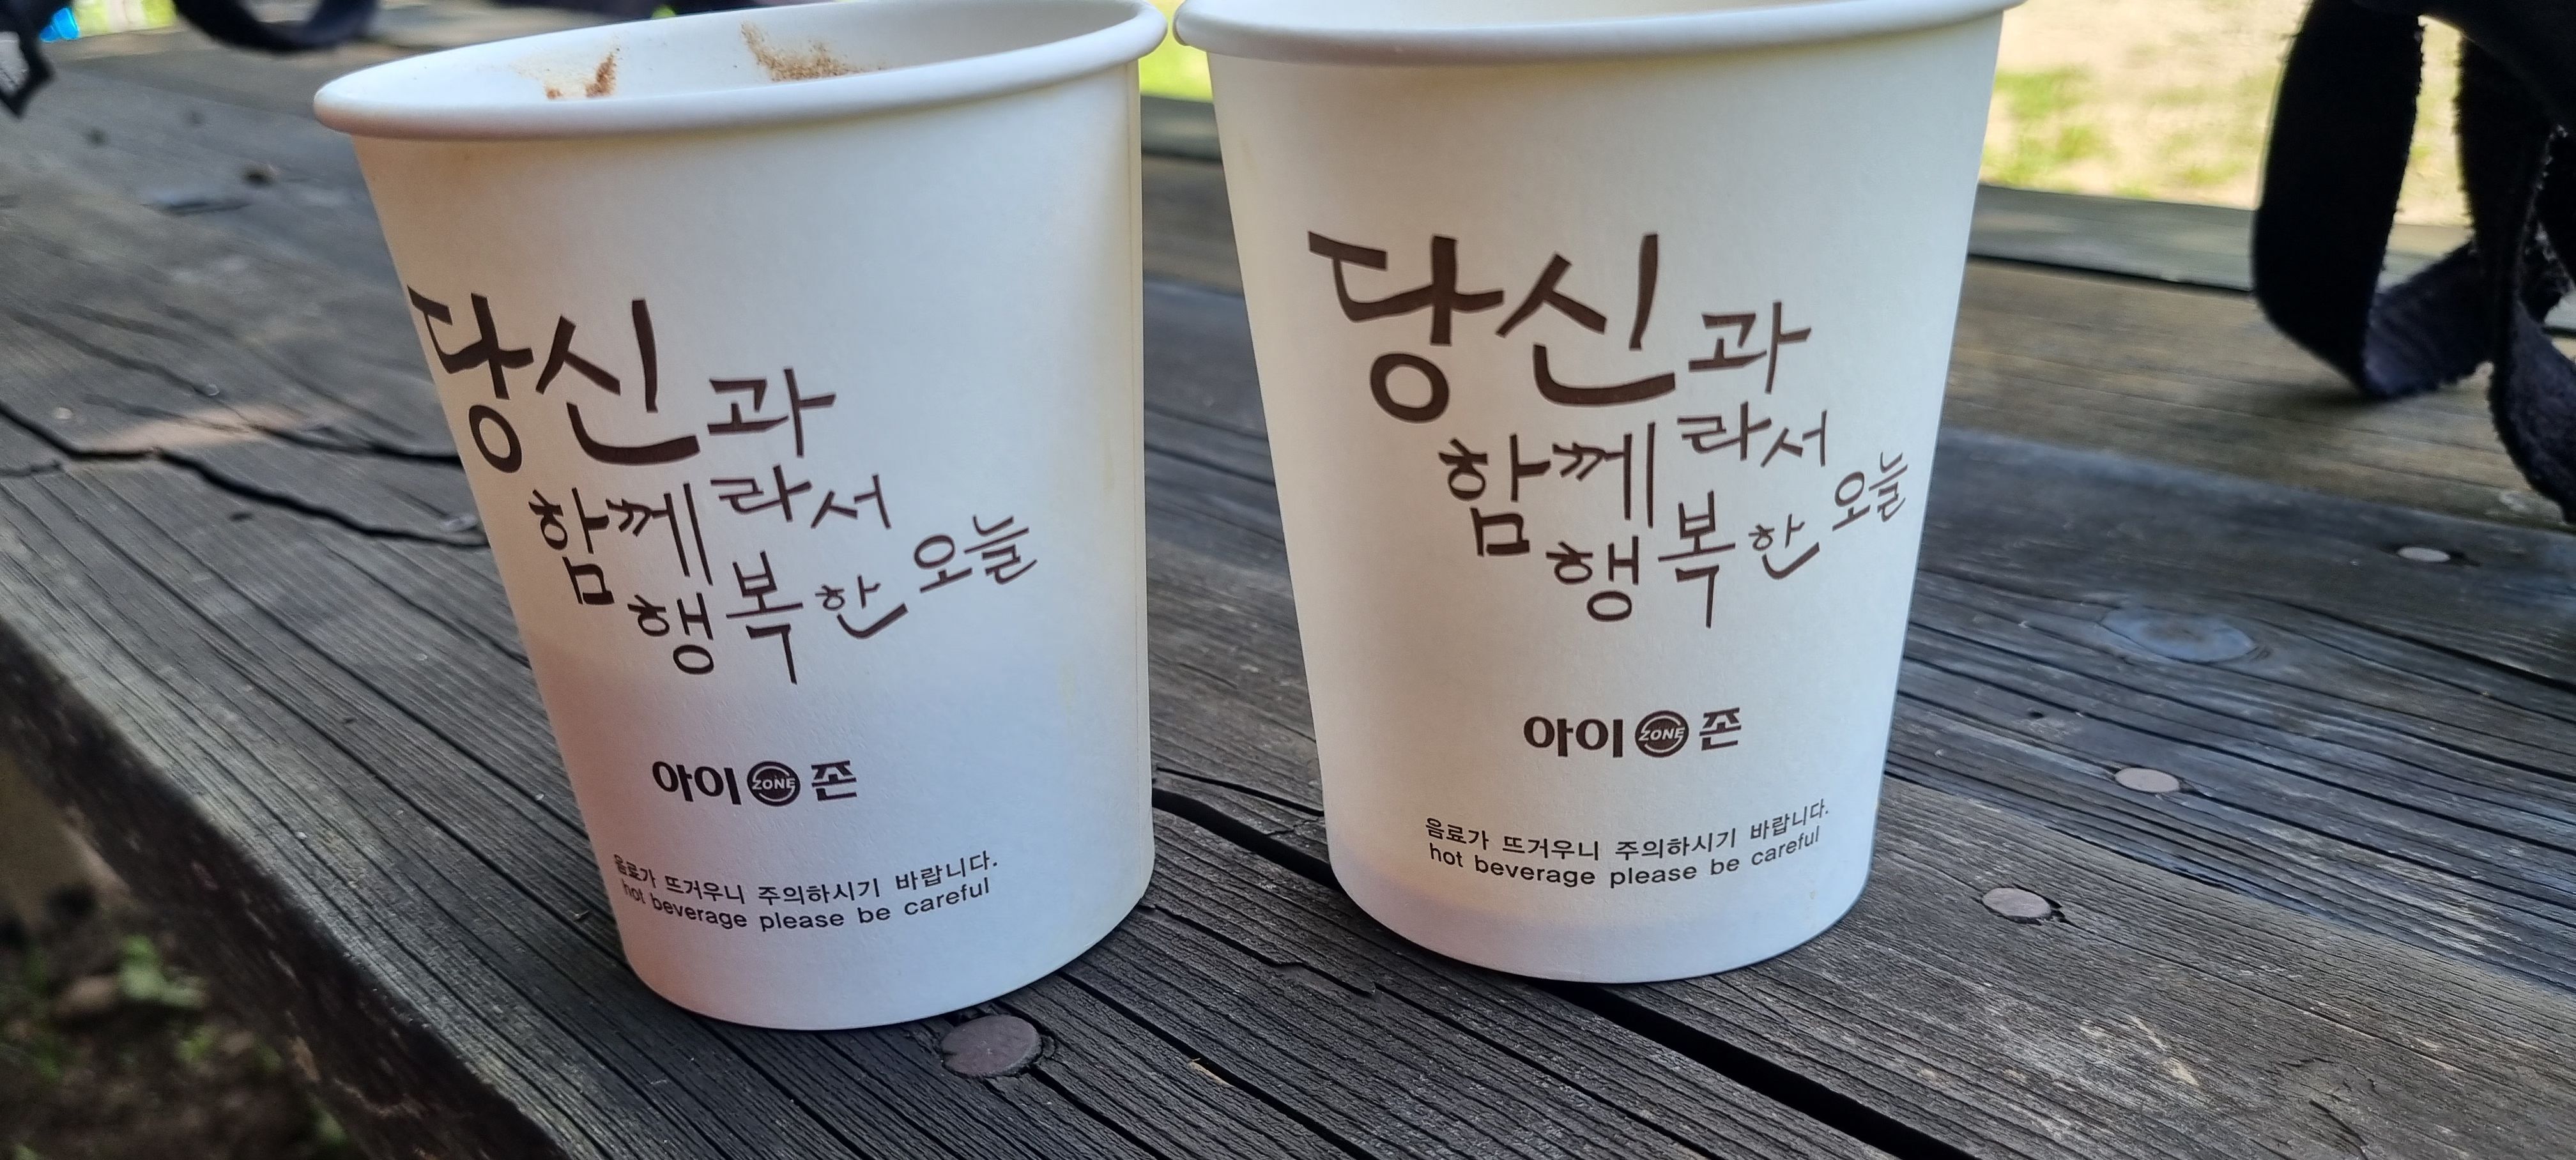 당신과
함께라서
행복한 오늘
아이 ZONE 존
음료가 뜨거우니 주의하시기 바랍니다.
hot beverage please be careful
당신과
함께라서
행복한 오늘
아이 ZONE 존
음료가 뜨거우니 주의하시기 바랍니다.
hot beverage please be careful